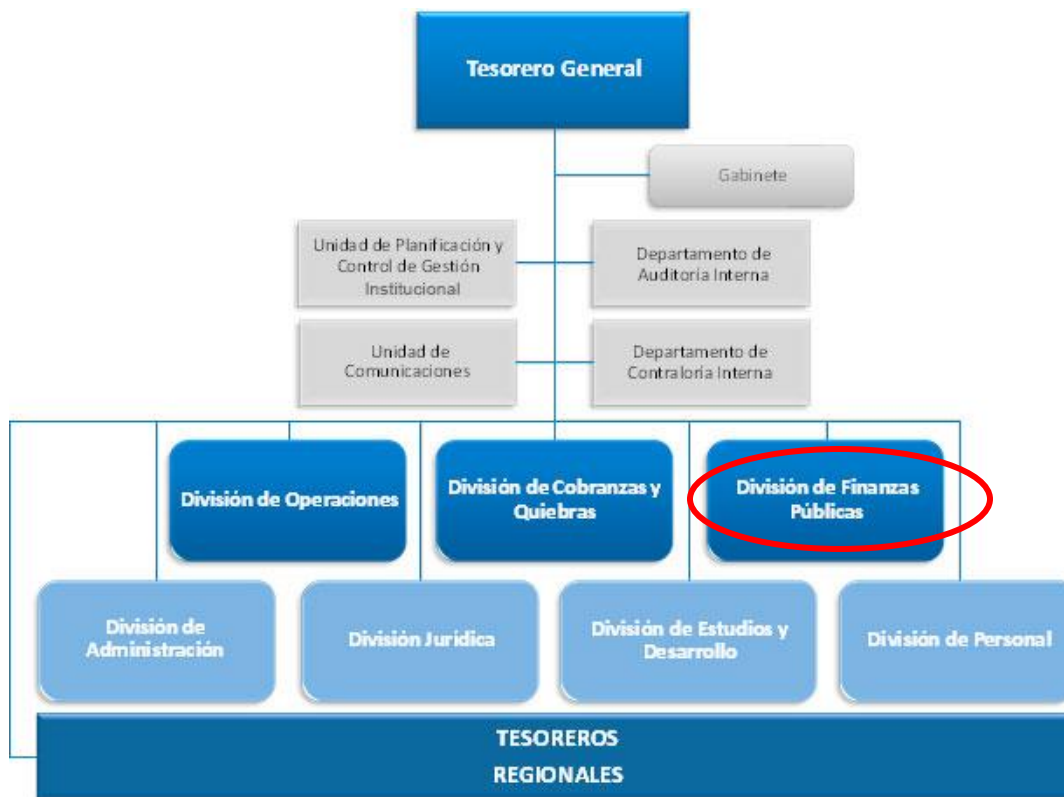 Tesorero General
Gabinete
Unidad de Planificación y
Control de Gestión
Institucional
Departamento de
Auditoría Interna
Unidad de
Comunicaciones
Departamento de
Contraloría Interna
División de Operaciones
División de Cobranzas y
Quiebras
División de Finanzas
Públicas
División de
Administración
División Jurídica
División de Estudios y
Desarrollo
División de Personal
TESOREROS
REGIONALES